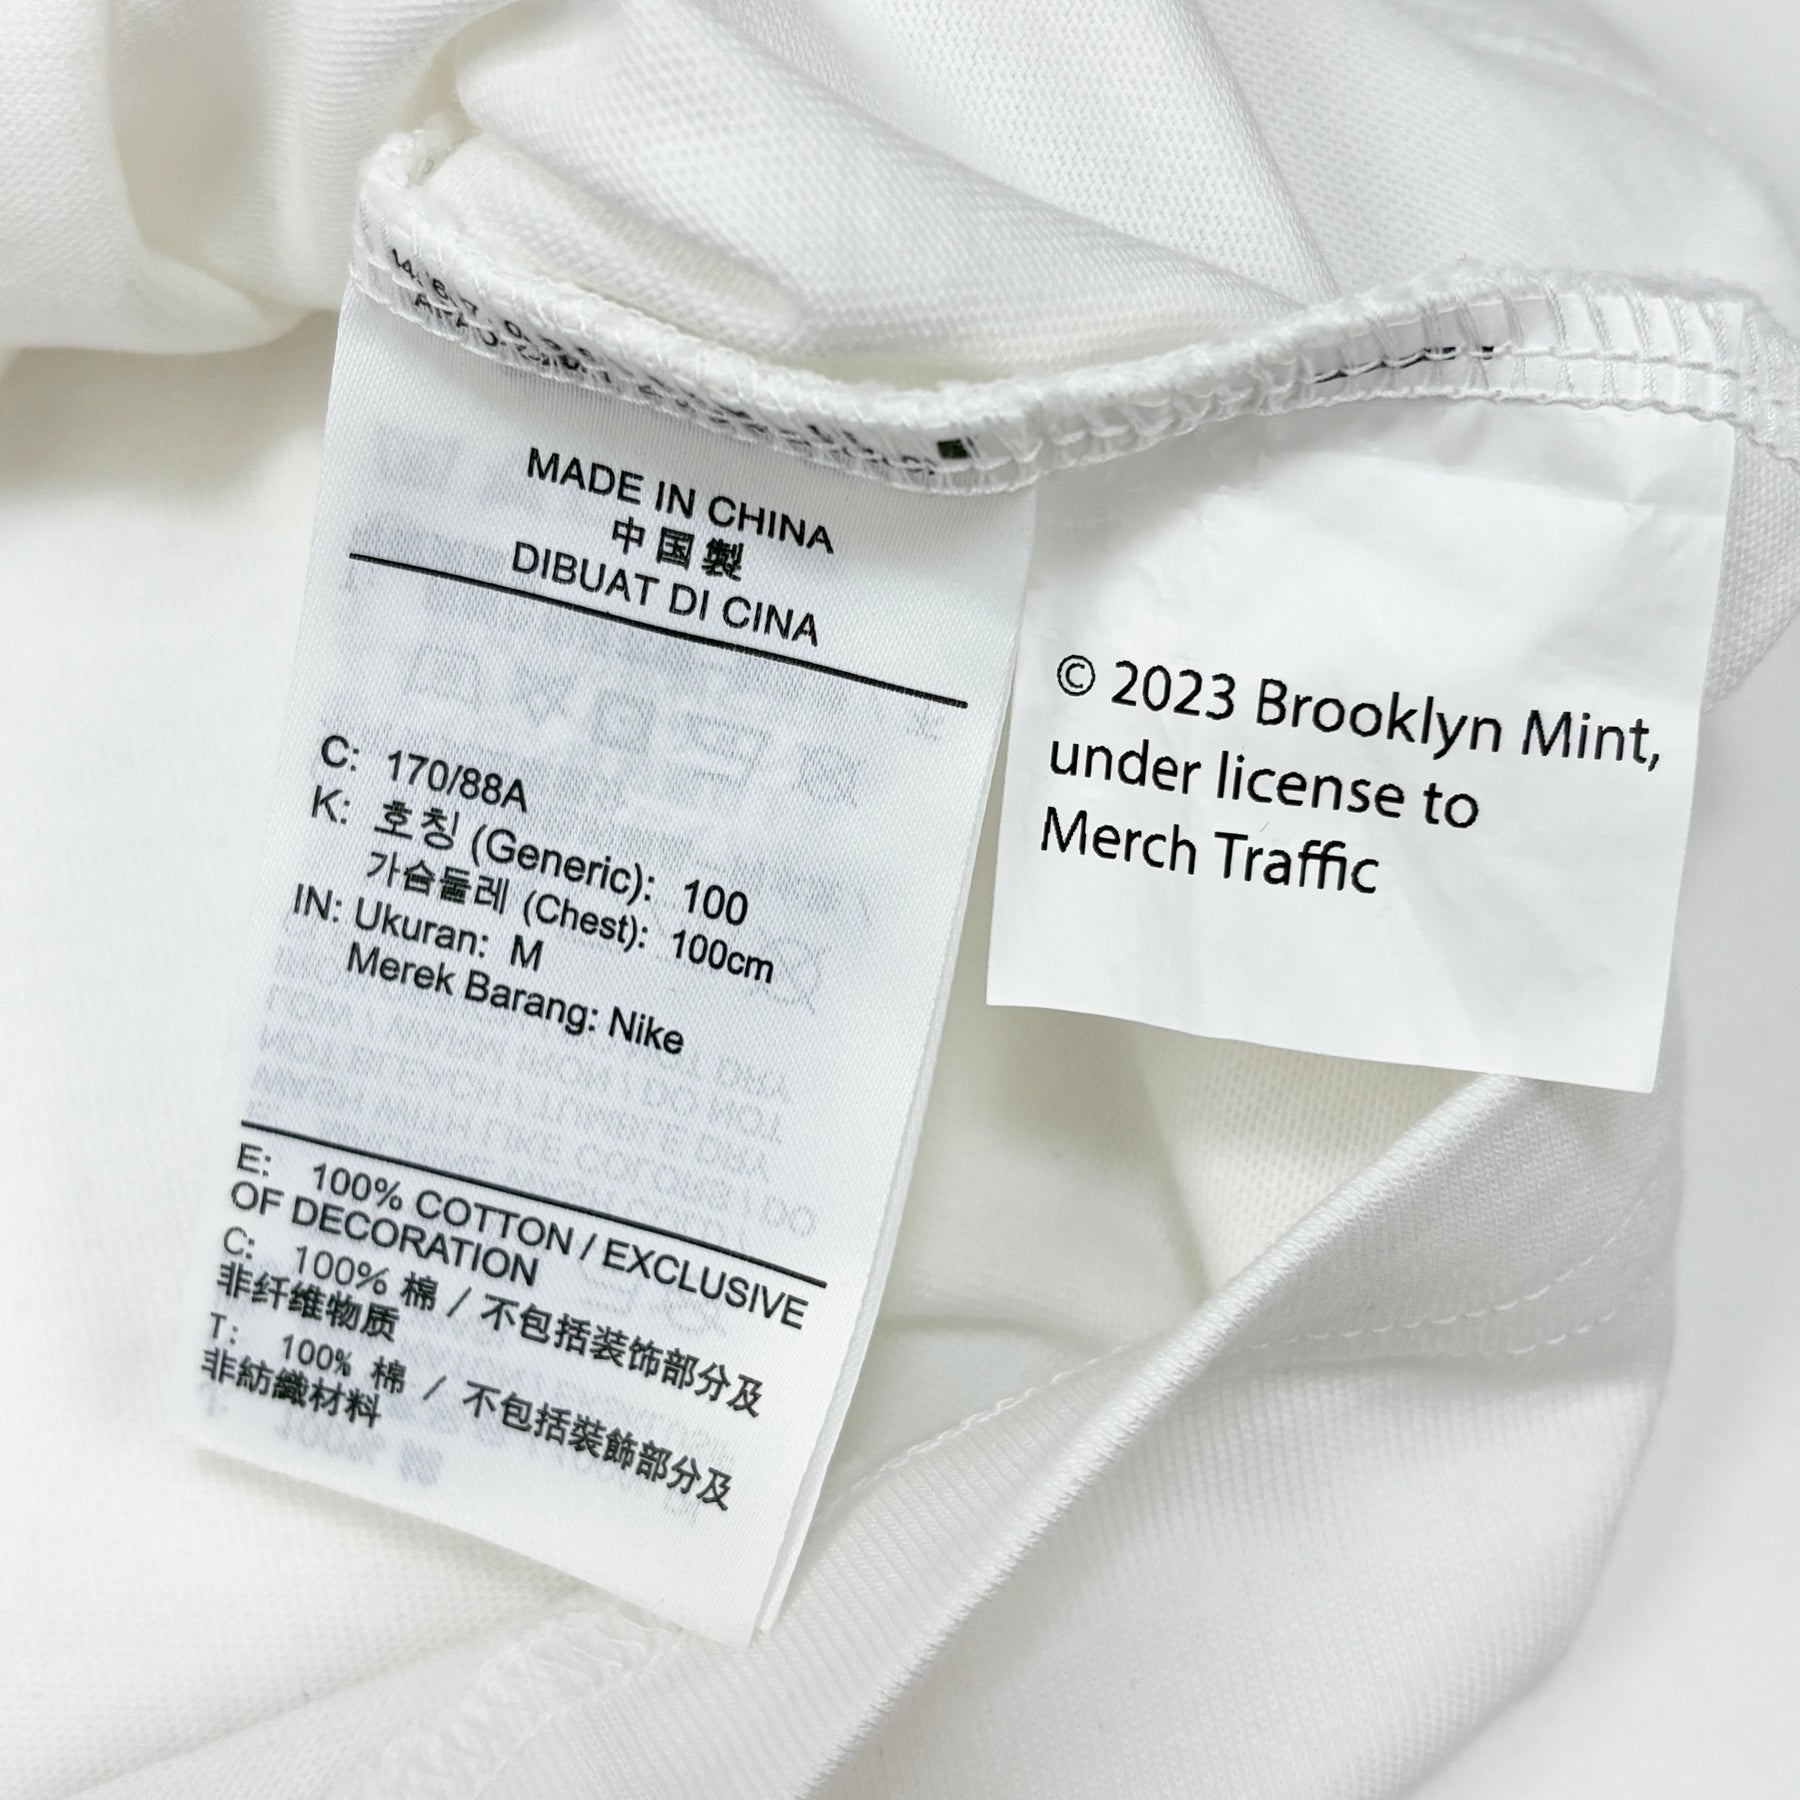 MADE IN CHINA
中国製
DIBUAT DI CINA
C: 170/88A
K: 호칭 (Generic): 100
가슴둘레 (Chest): 100cm
IN: Ukuran: M
Merek Barang: Nike
E: 100% COTTON / EXCLUSIVE
OF DECORATION
C: 100% 棉 / 不包括装饰部分及
非纤维物质
T: 100% 棉 / 不包括裝飾部分及
非紡織材料
© 2023 Brooklyn Mint,
under license to
Merch Traffic